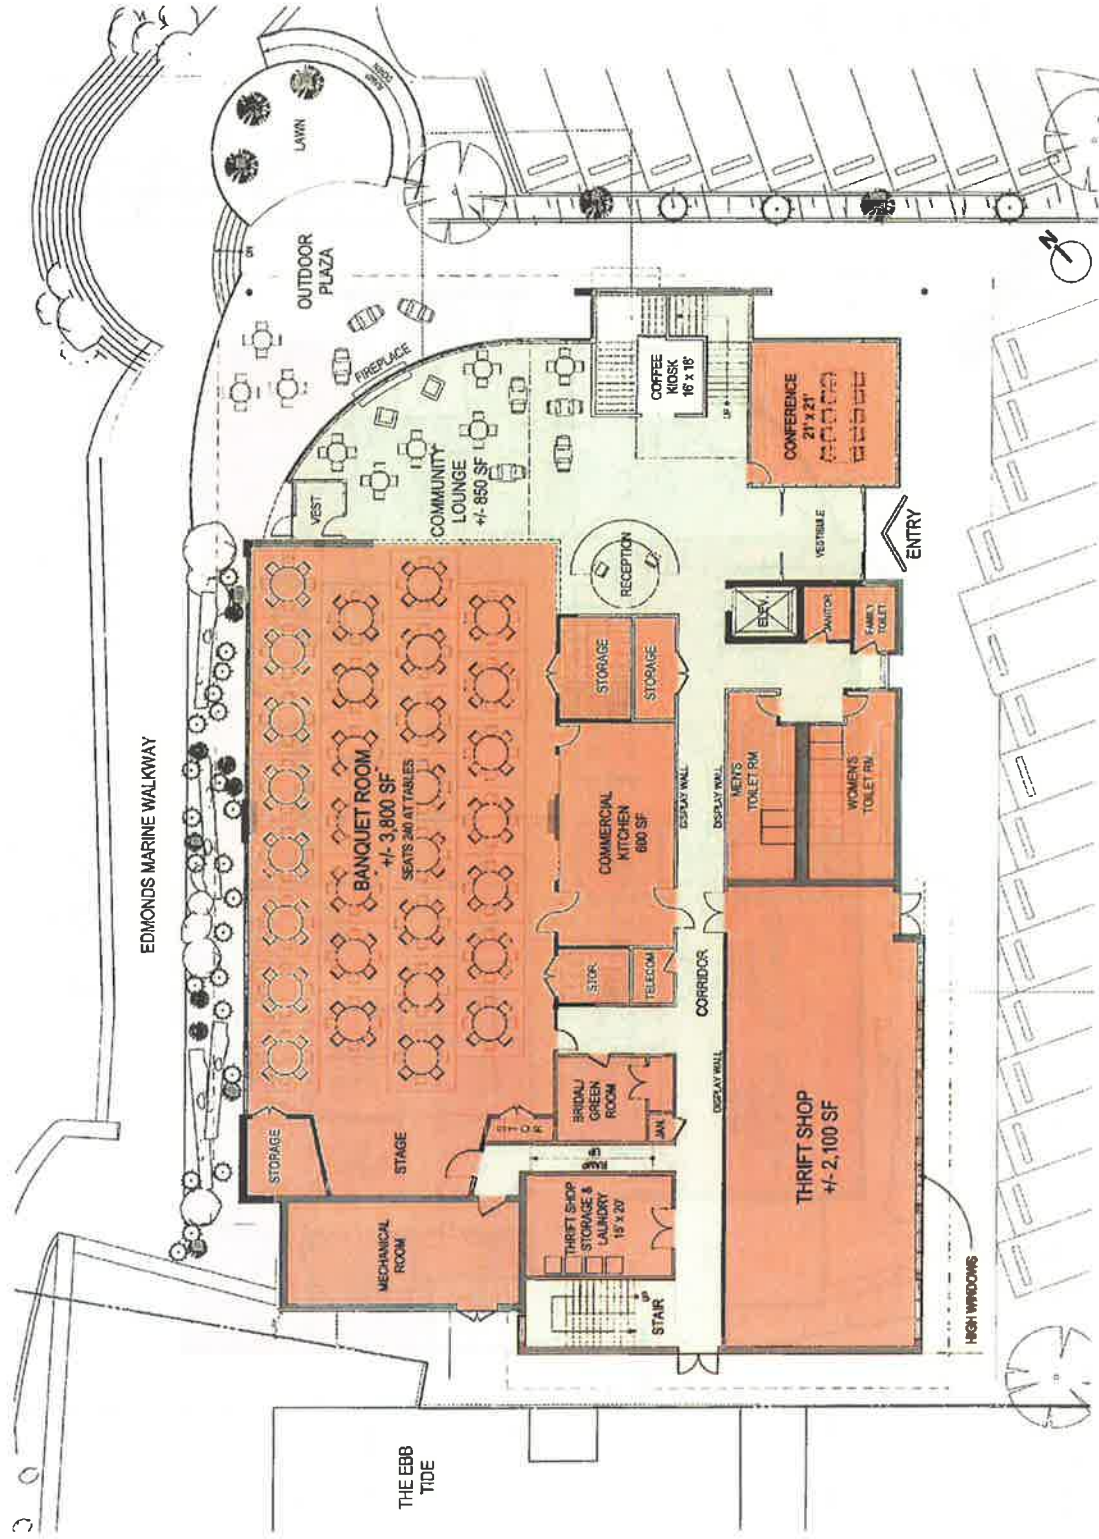 EDMONDS MARINE WALKWAY
THE EBB
TIDE
LAWN
RAMP
DOWN
OUTDOOR
PLAZA
FIREPLACE
VEST
COMMUNITY
LOUNGE
+/- 850 SF
COFFEE
KIOSK
16' x 16'
UP
CONFERENCE
21' x 21'
VESTIBULE
ENTRY
RECEPTION
ELEV.
JANITOR
FAMILY
TOILET
STORAGE
STORAGE
BANQUET ROOM
+/- 3,800 SF
SEATS 240 AT TABLES
COMMERCIAL
KITCHEN
600 SF
DISPLAY WALL
DISPLAY WALL
MEN'S
TOILET RM
WOMEN'S
TOILET RM
STOR
TELECOM
CORRIDOR
DISPLAY WALL
BRIDAL/
GREEN
ROOM
JAN.
STOR
STAGE
STORAGE
MECHANICAL
ROOM
THRIFT SHOP
STORAGE &
LAUNDRY
15' x 20'
STAIR
THRIFT SHOP
+/- 2,100 SF
HIGH WINDOWS
N